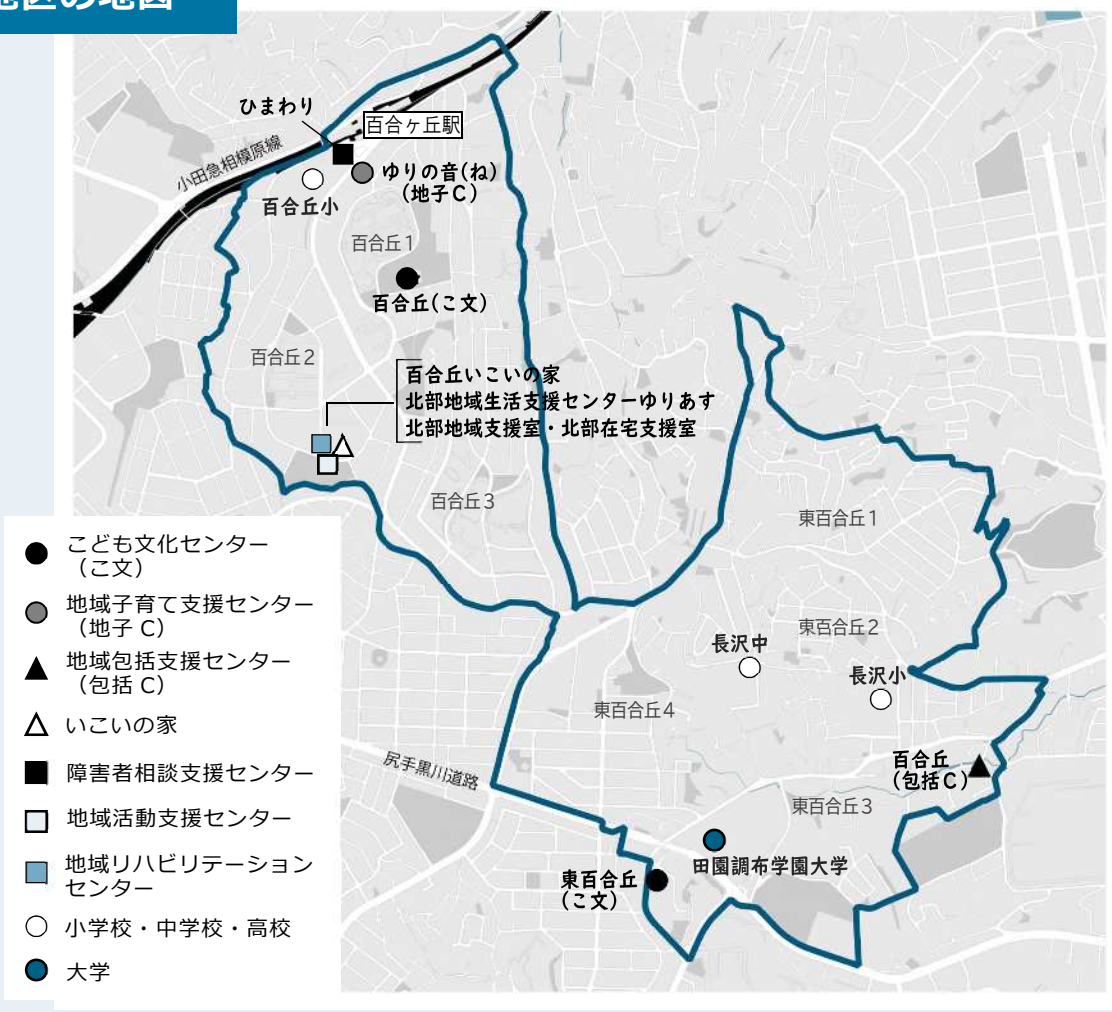 地区の地図
ひまわり
百合ヶ丘駅
小田急相模原線
ゆりの音(ね)
(地子C)
百合丘小
百合丘1
百合丘(こ文)
百合丘2
百合丘いこいの家
北部地域生活支援センターゆりあす
北部地域支援室・北部在宅支援室
百合丘3
東百合丘1
東百合丘2
長沢中
長沢小
東百合丘4
尻手黒川道路
百合丘
(包括C)
東百合丘3
田園調布学園大学
東百合丘
(こ文)
こども文化センター
(こ文)
地域子育て支援センター
(地子 C)
地域包括支援センター
(包括 C)
いこいの家
障害者相談支援センター
地域活動支援センター
地域リハビリテーション
センター
小学校・中学校・高校
大学